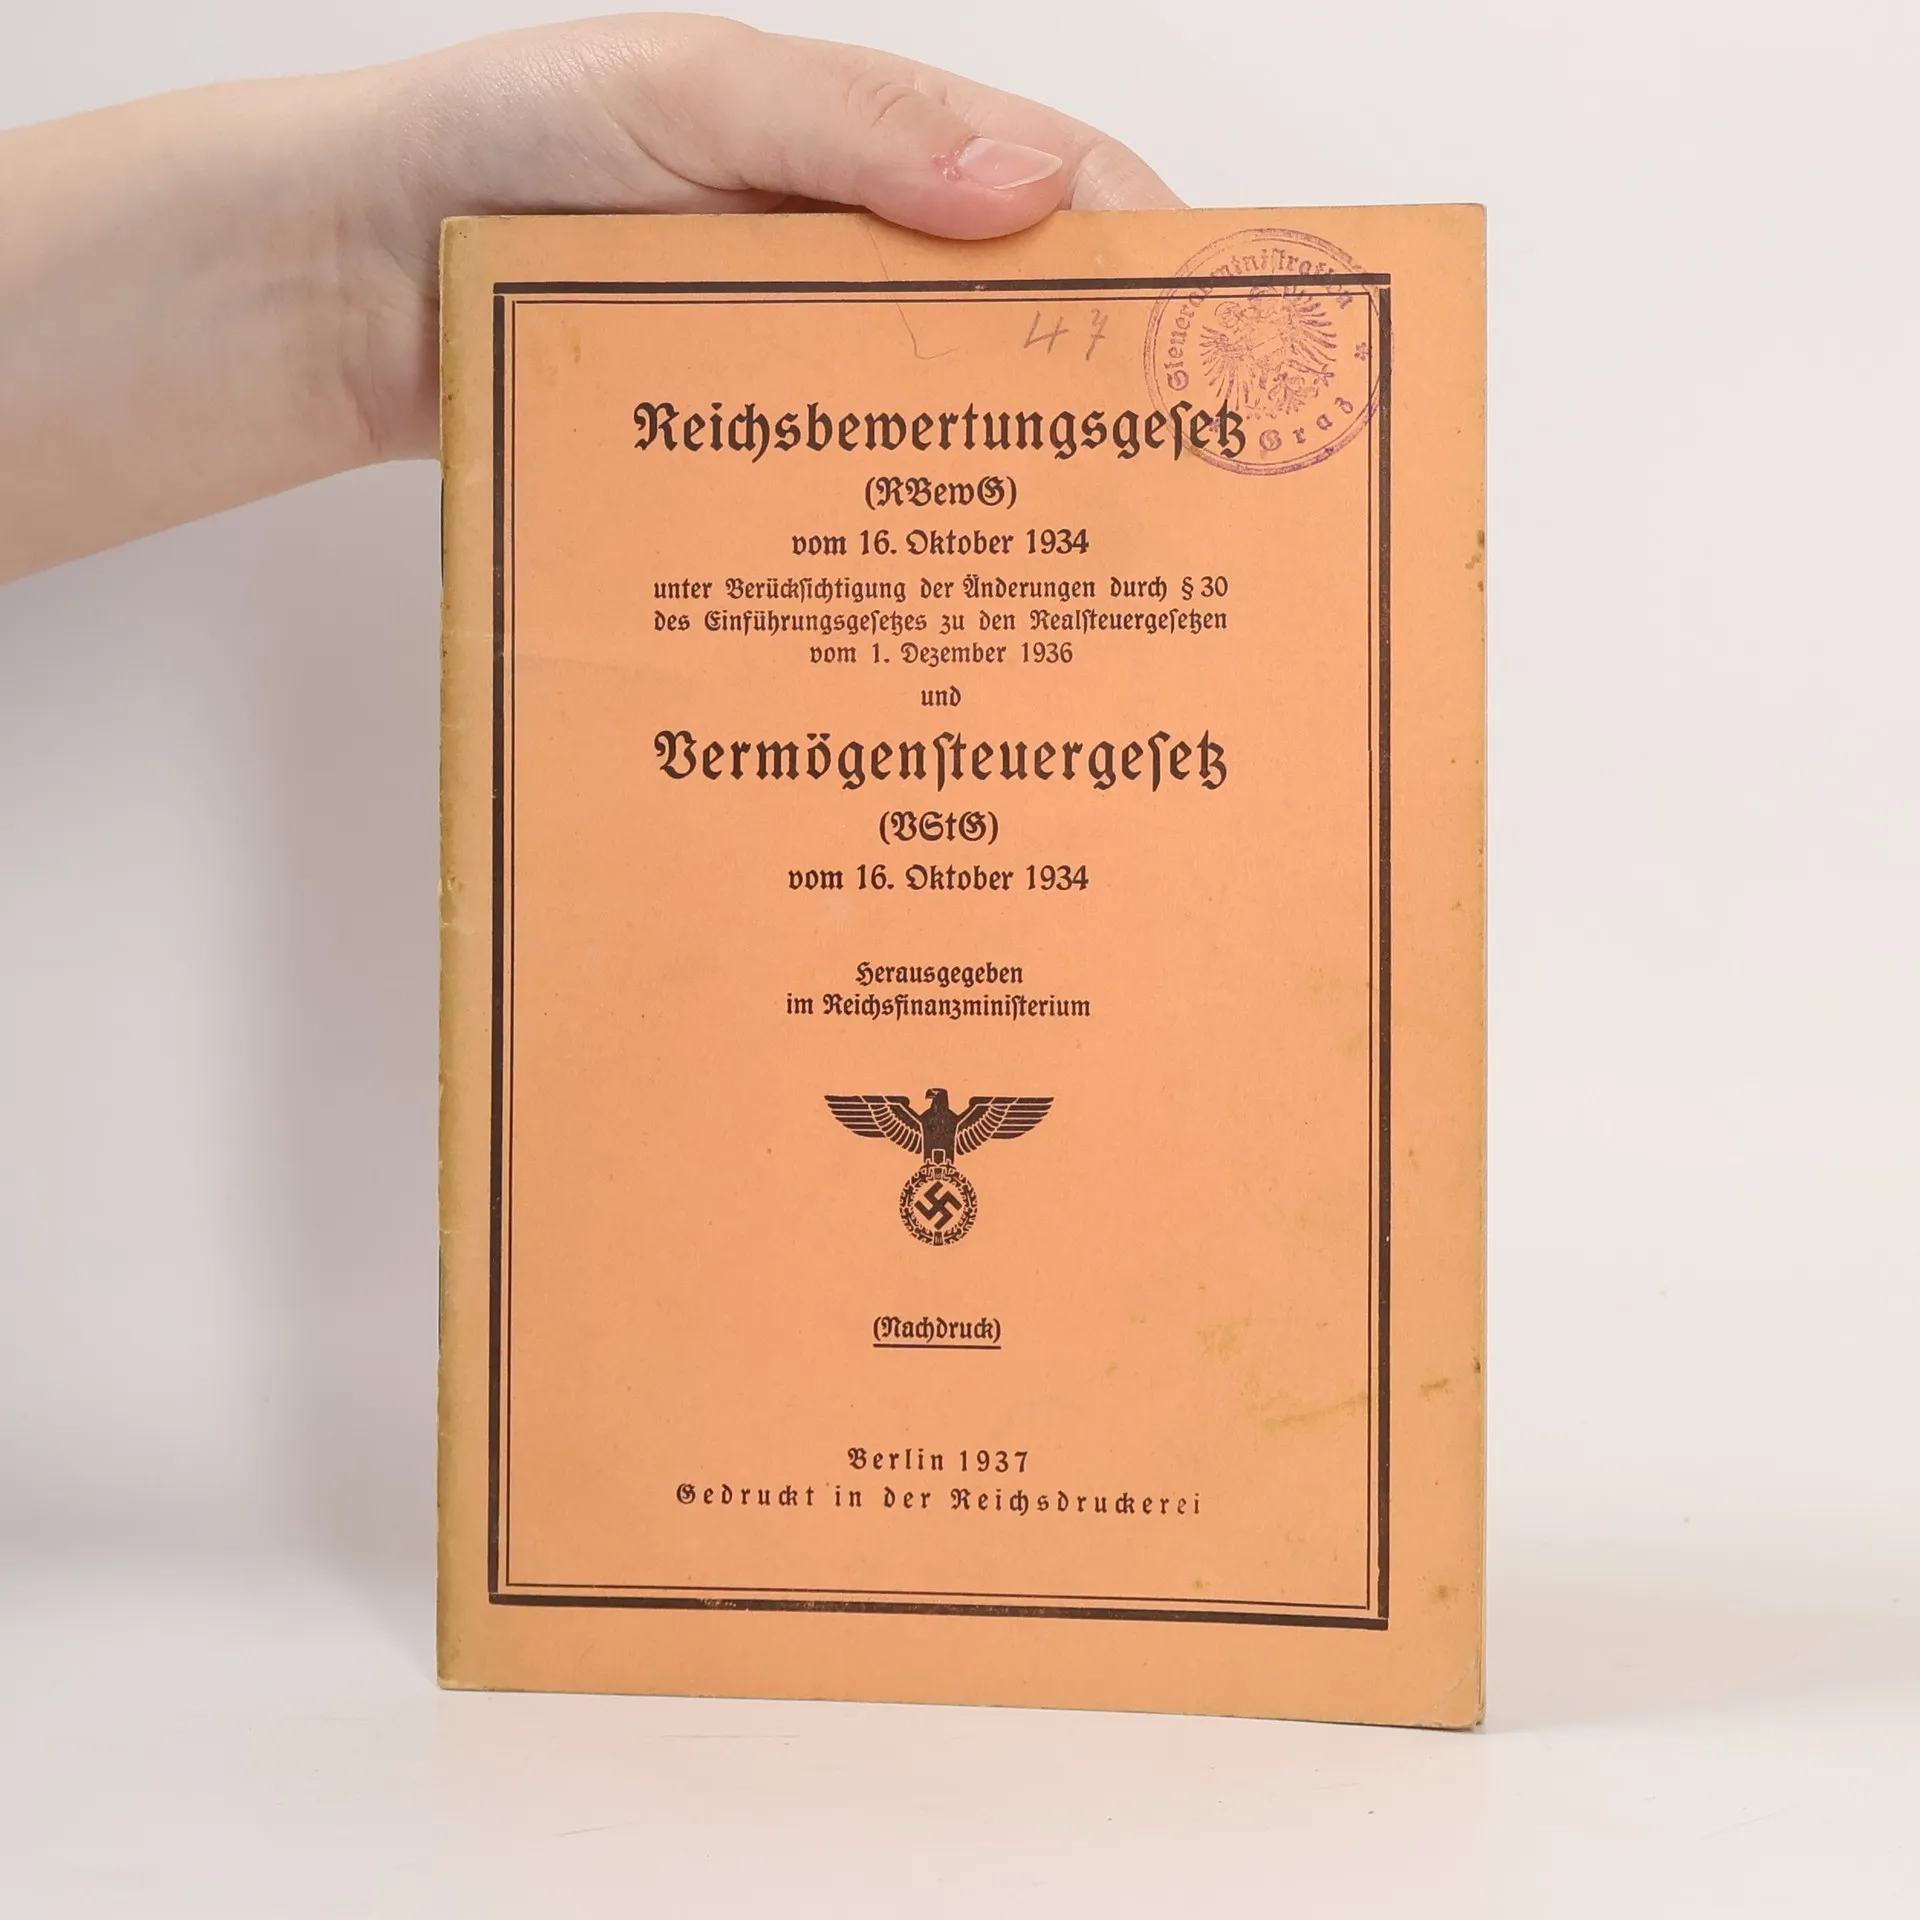 Steueradministration
Graz
47
Reichsbewertungsgeſetz
(RBewG)
vom 16. Oktober 1934
unter Berückſichtigung der Änderungen durch § 30
des Einführungsgeſetzes zu den Realſteuergeſetzen
vom 1. Dezember 1936
und
Vermögenſteuergeſetz
(VStG)
vom 16. Oktober 1934
Herausgegeben
im Reichsfinanzminiſterium
(Nachdruck)
Berlin 1937
Gedruckt in der Reichsdruckerei